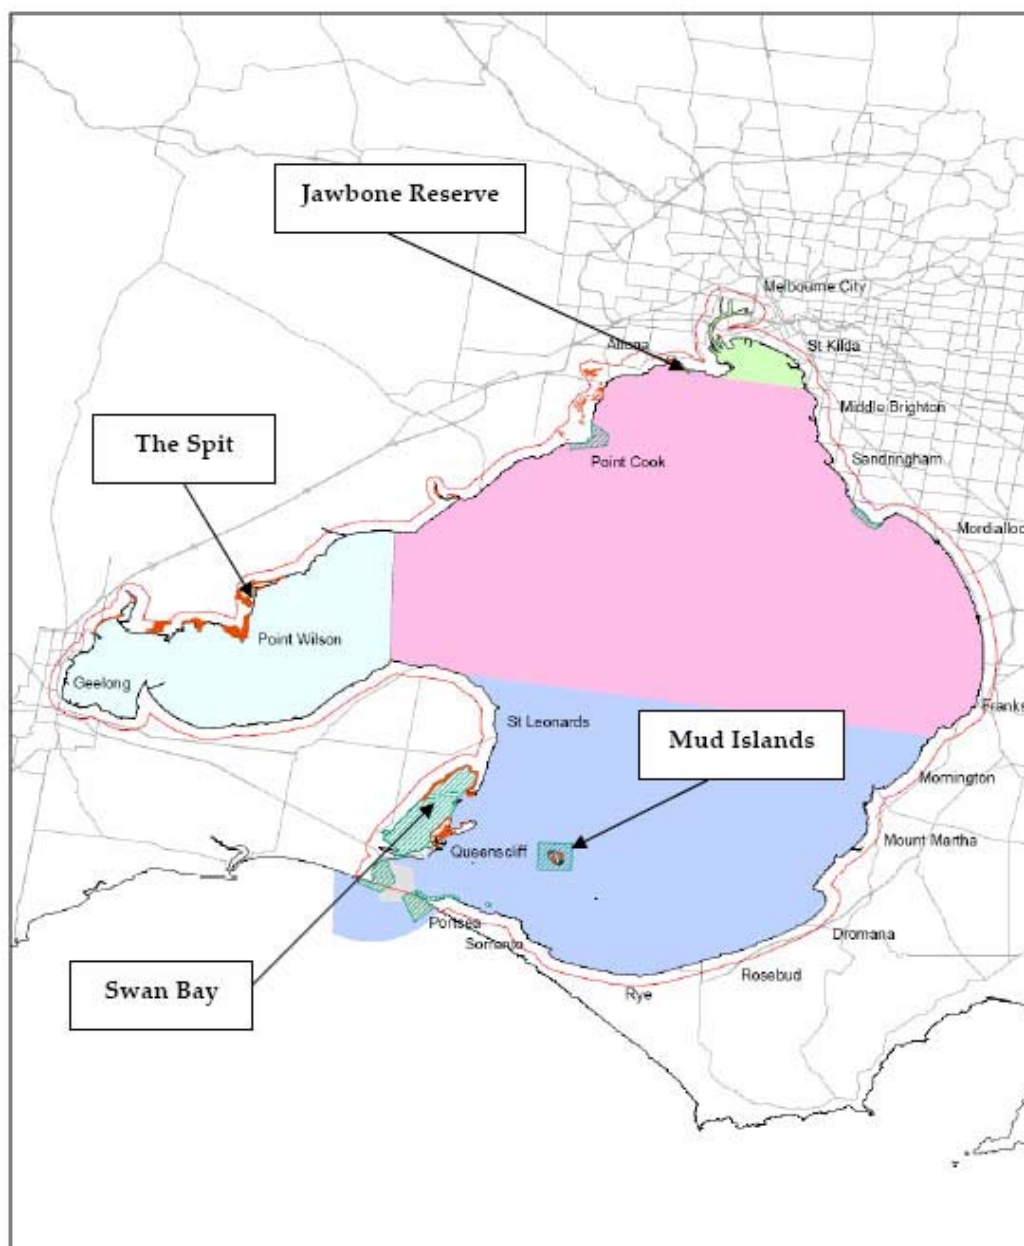 Jawbone Reserve
Melbourne City
Altona
St Kilda
Middle Brighton
The Spit
Sandringham
Point Cook
Mordialloc
Point Wilson
Geelong
Franks
St Leonards
Mud Islands
Mornington
Mount Martha
Queenscliff
Portsea
Dromana
Sorrento
Rosebud
Swan Bay
Rye